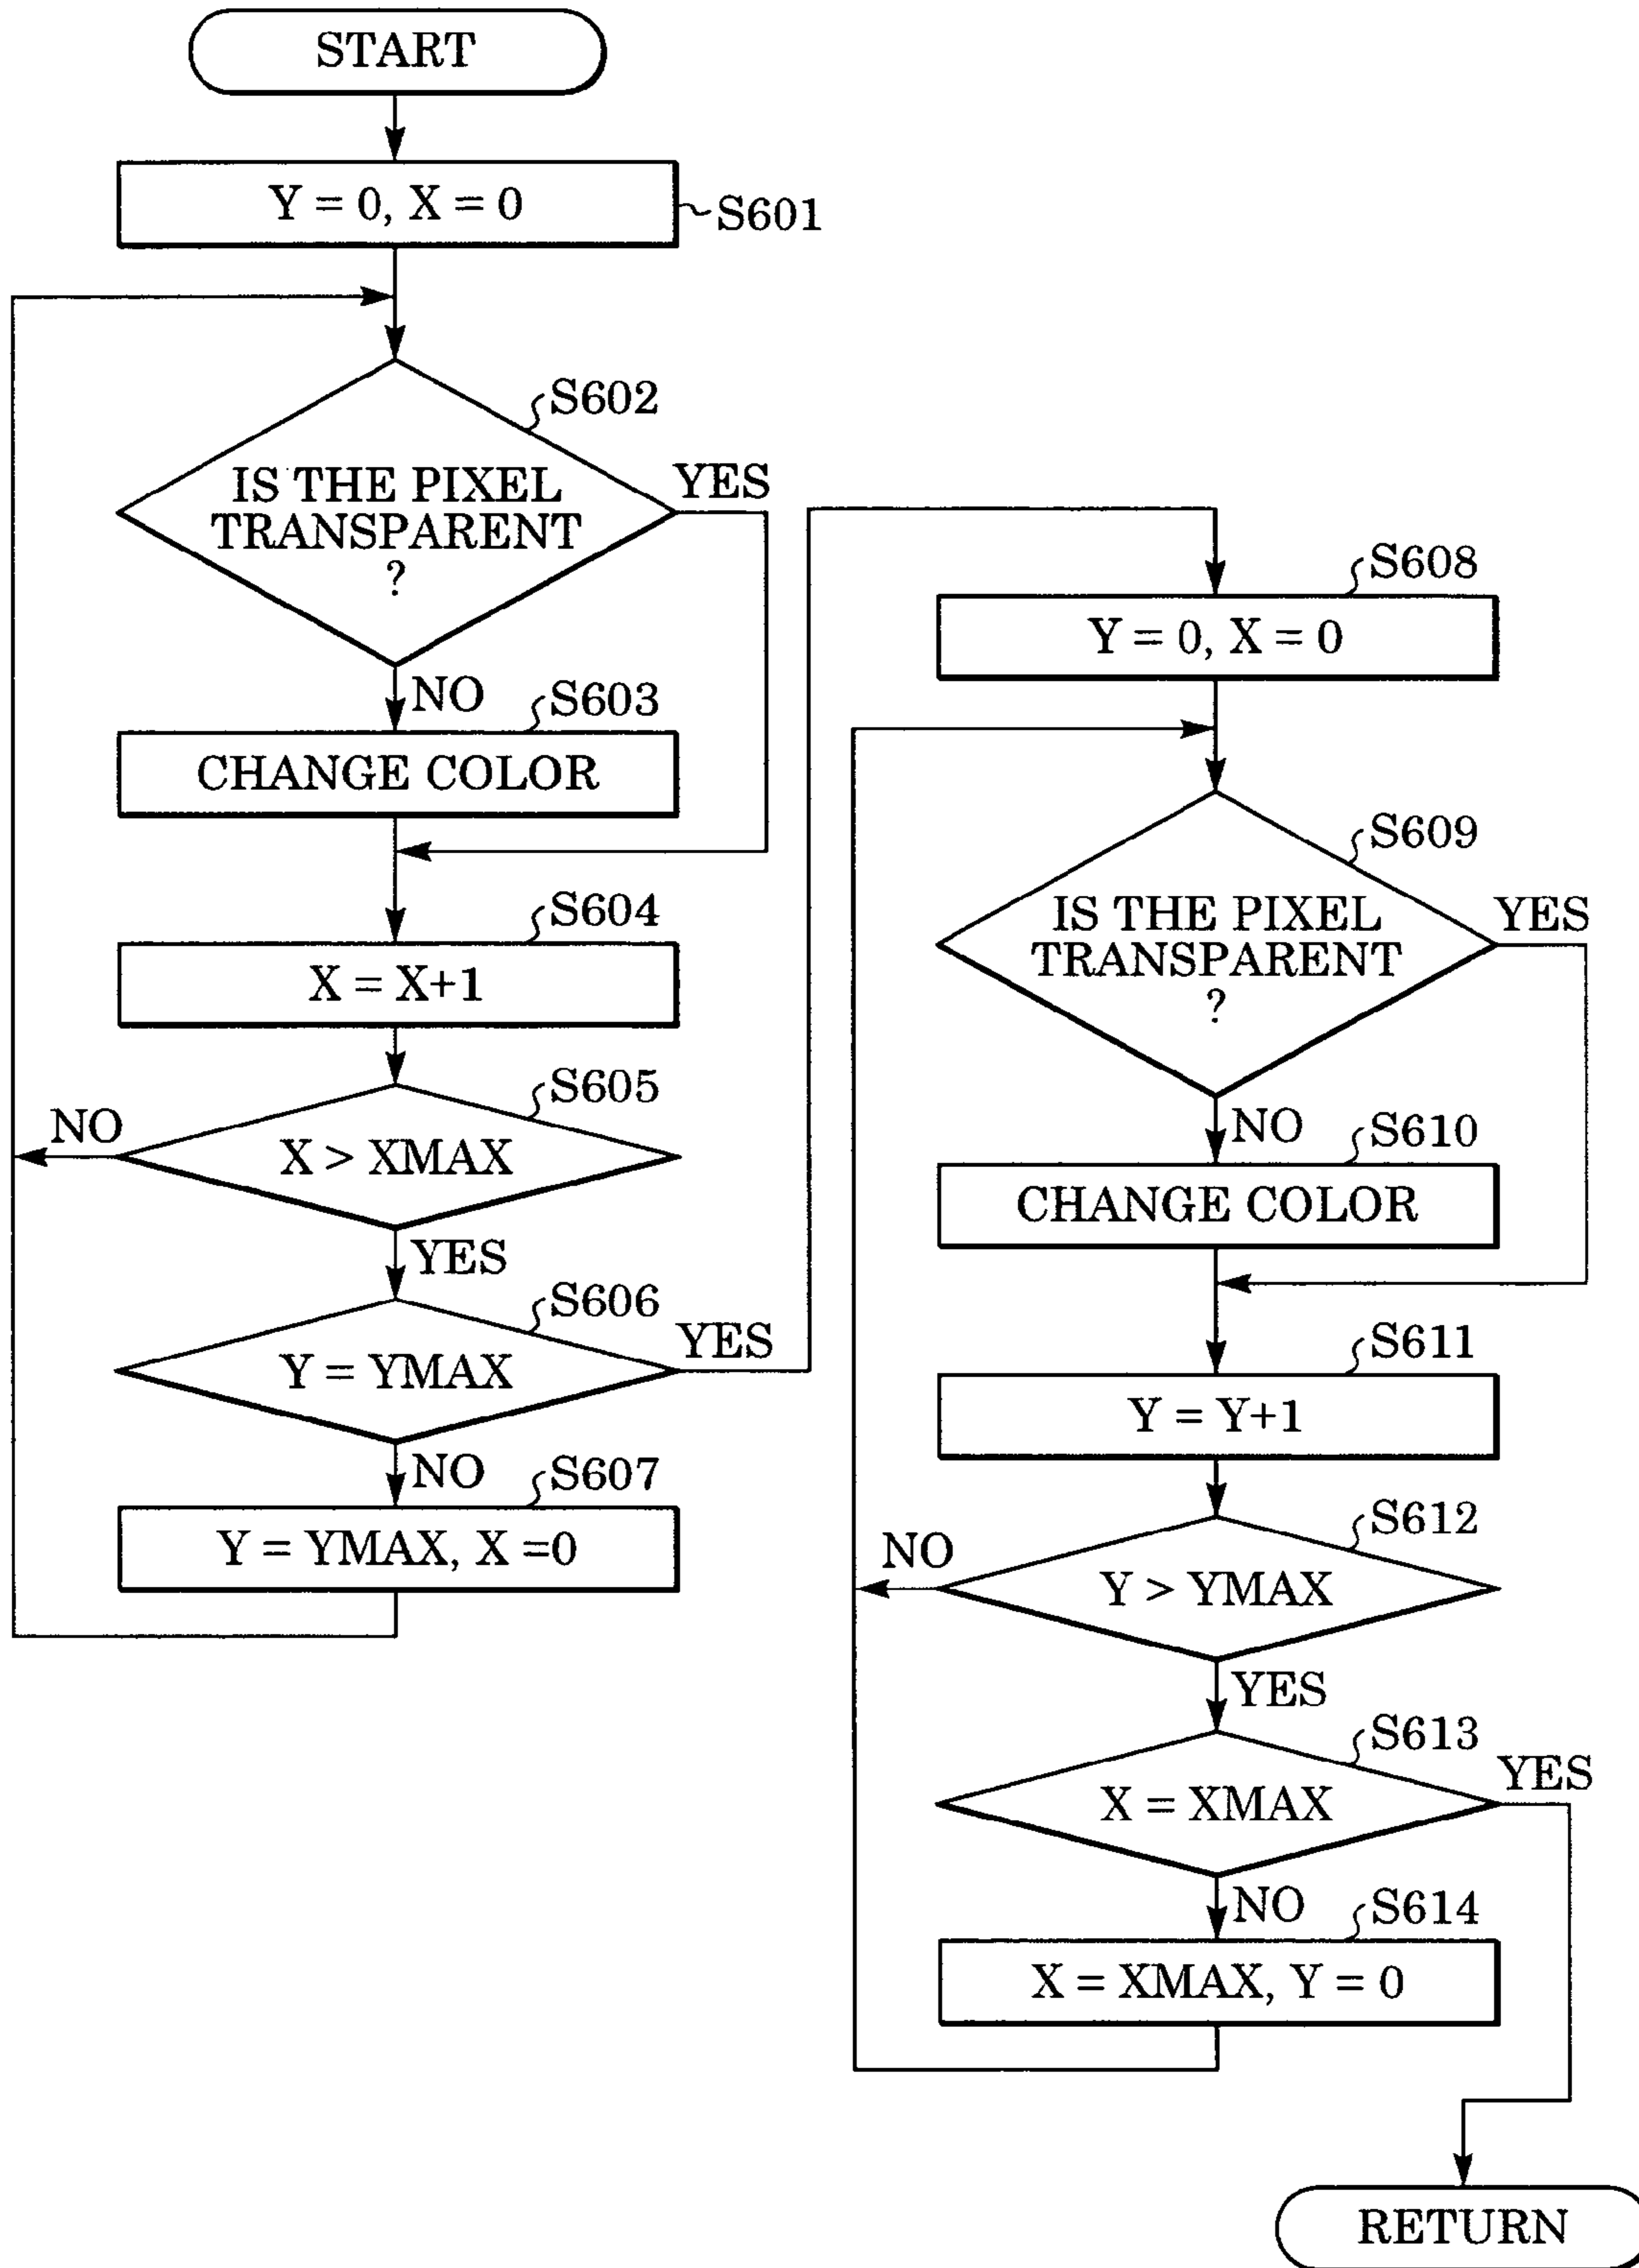 START
Y = 0, X = 0
S601
S602
IS THE PIXEL
TRANSPARENT
?
YES
NO
S603
CHANGE COLOR
S604
X = X+1
S605
X > XMAX
NO
YES
S606
Y = YMAX
YES
NO
S607
Y = YMAX, X =0
S608
Y = 0, X = 0
S609
IS THE PIXEL
TRANSPARENT
?
YES
NO
S610
CHANGE COLOR
S611
Y = Y+1
S612
Y > YMAX
NO
YES
S613
X = XMAX
YES
NO
S614
X = XMAX, Y = 0
RETURN